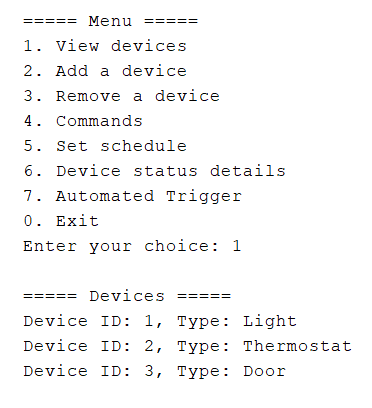 ===== Menu =====
1. View devices
2. Add a device
3. Remove a device
4. Commands
5. Set schedule
6. Device status details
7. Automated Trigger
0. Exit
Enter your choice: 1
===== Devices =====
Device ID: 1, Type: Light
Device ID: 2, Type: Thermostat
Device ID: 3, Type: Door